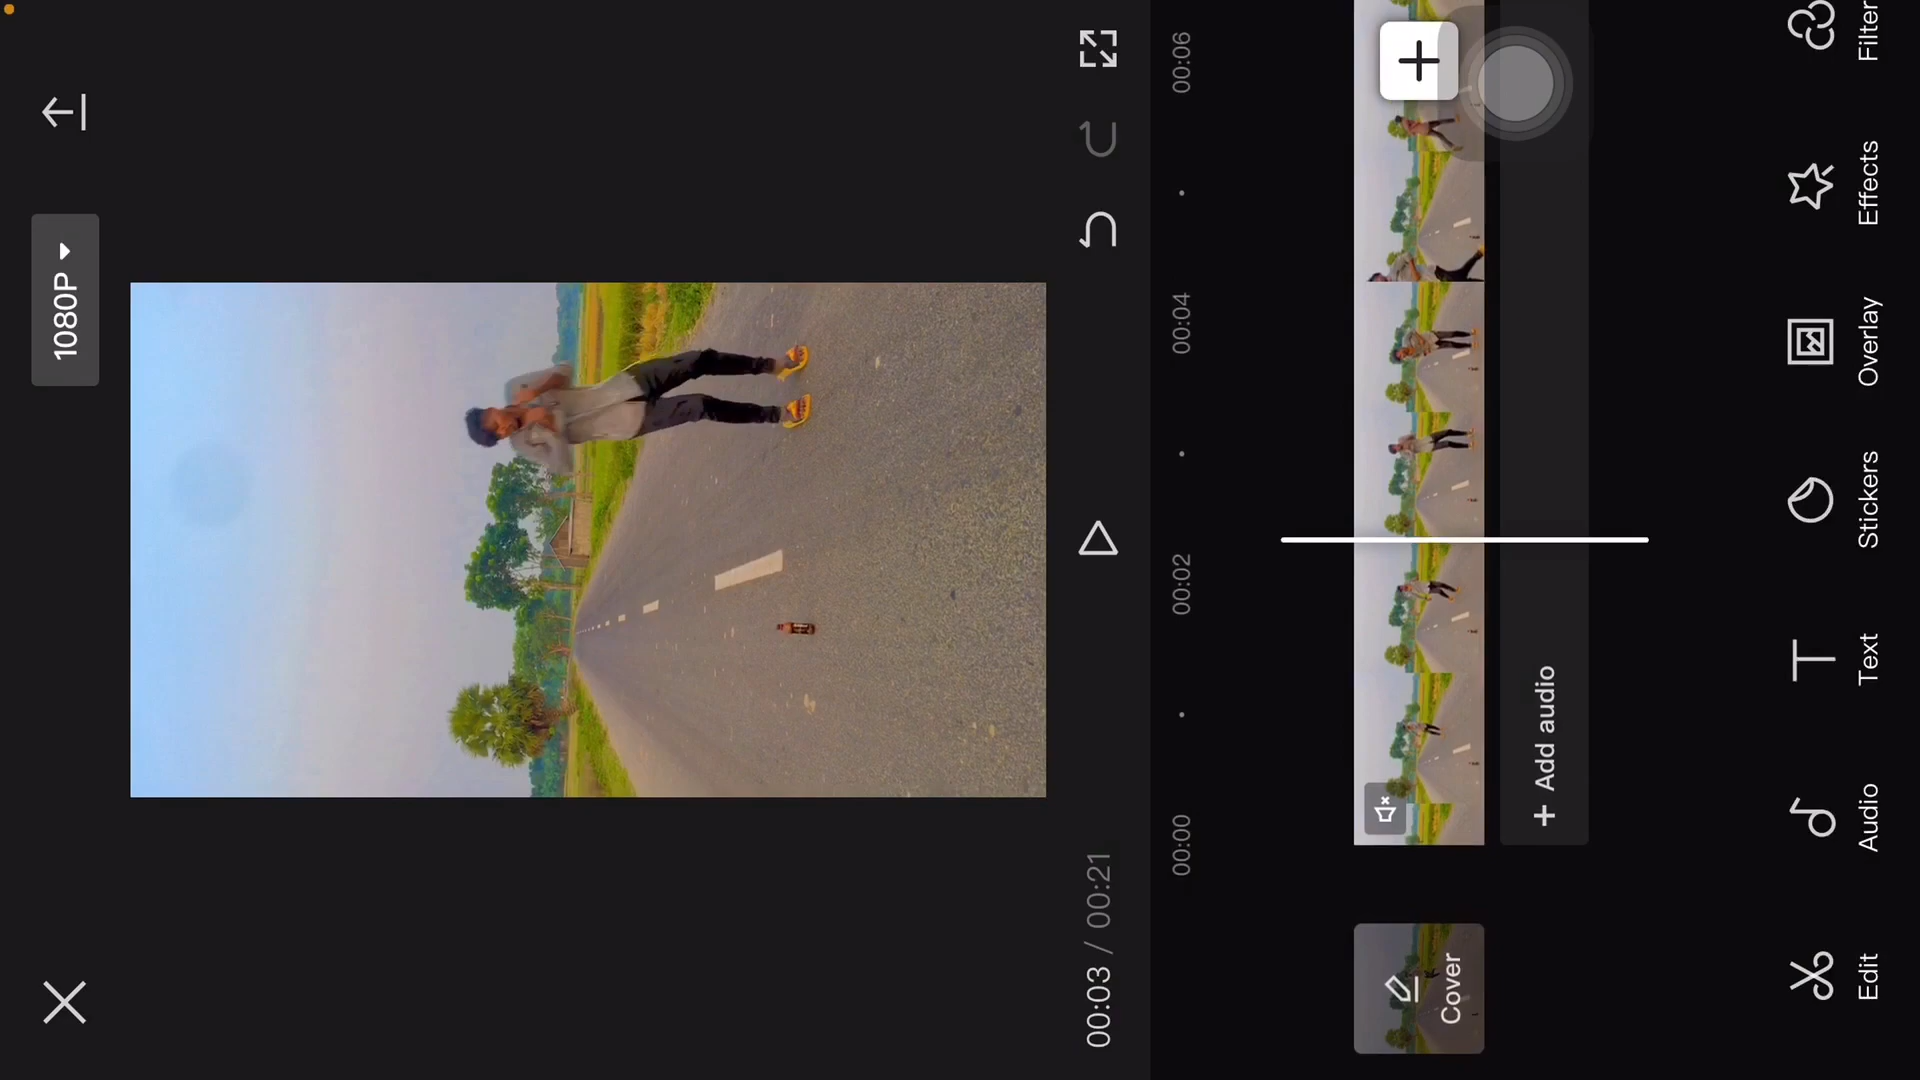 1080P
00:03 / 00:21
00:00
00:02
00:04
00:06
Cover
+ Add audio
Edit
Audio
Text
Stickers
Overlay
Effects
Filter